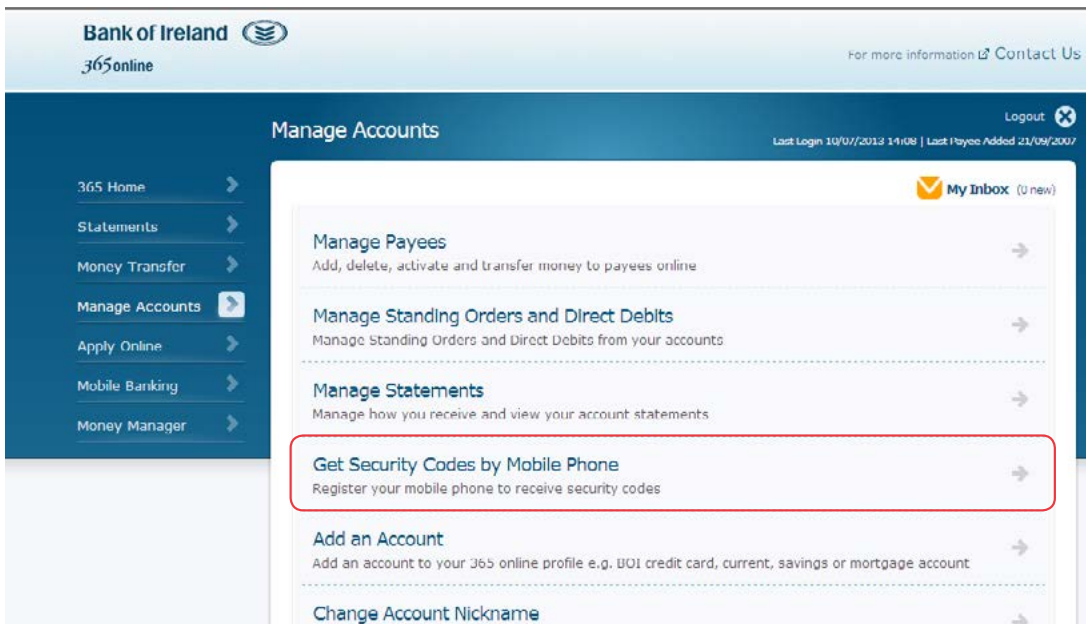 Bank of Ireland
365 online
For more information Contact Us
Manage Accounts
Logout
Last Login 10/07/2013 14:08 | Last Payee Added 21/09/2007
My Inbox (0 new)
365 Home
Statements
Money Transfer
Manage Accounts
Apply Online
Mobile Banking
Money Manager
Manage Payees
Add, delete, activate and transfer money to payees online
Manage Standing Orders and Direct Debits
Manage Standing Orders and Direct Debits from your accounts
Manage Statements
Manage how you receive and view your account statements
Get Security Codes by Mobile Phone
Register your mobile phone to receive security codes
Add an Account
Add an account to your 365 online profile e.g. BOI credit card, current, savings or mortgage account
Change Account Nickname